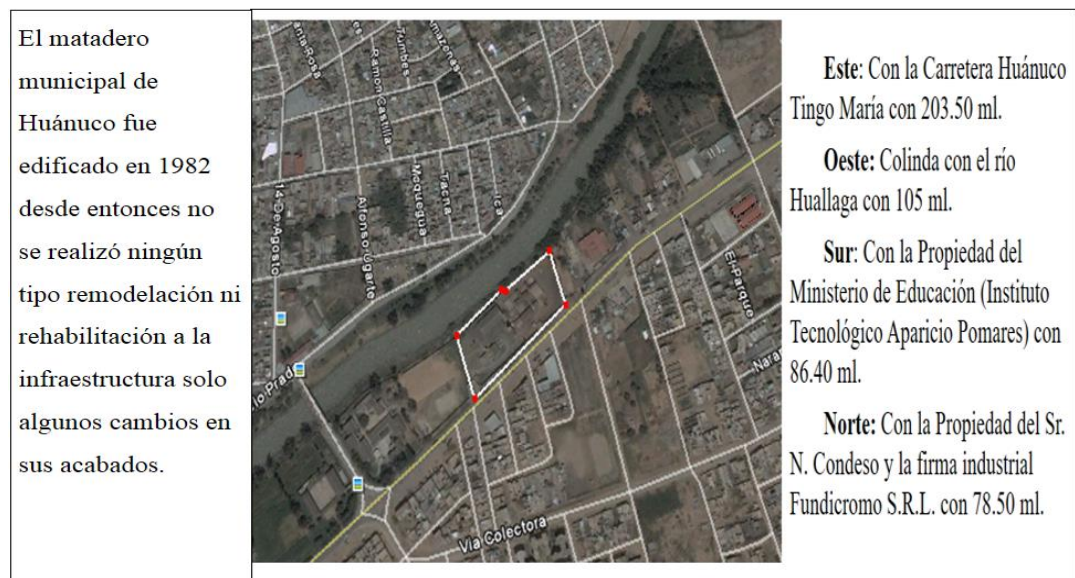 El matadero
municipal de
Huánuco fue
edificado en 1982
desde entonces no
se realizó ningún
tipo remodelación ni
rehabilitación a la
infraestructura solo
algunos cambios en
sus acabados.
Tumbes
Amazonas
Ramon Castilla
Moquegua
Tacna
Ica
14 De Agosto
Alfonso Ugarte
El Parque
Via Colectora
Este: Con la Carretera Huánuco
Tingo María con 203.50 ml.
Oeste: Colinda con el río
Huallaga con 105 ml.
Sur: Con la Propiedad del
Ministerio de Educación (Instituto
Tecnológico Aparicio Pomares) con
86.40 ml.
Norte: Con la Propiedad del Sr.
N. Condeso y la firma industrial
Fundicromo S.R.L. con 78.50 ml.